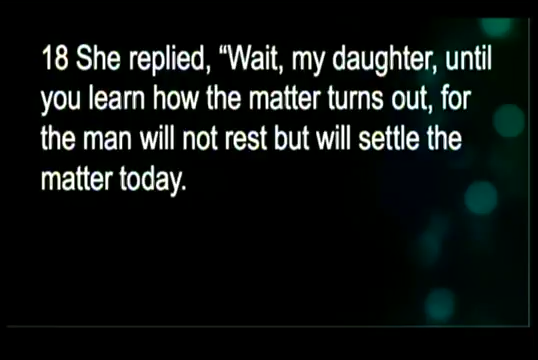 18 She replied, “Wait, my daughter, until
you learn how the matter turns out, for
the man will not rest but will settle the
matter today.